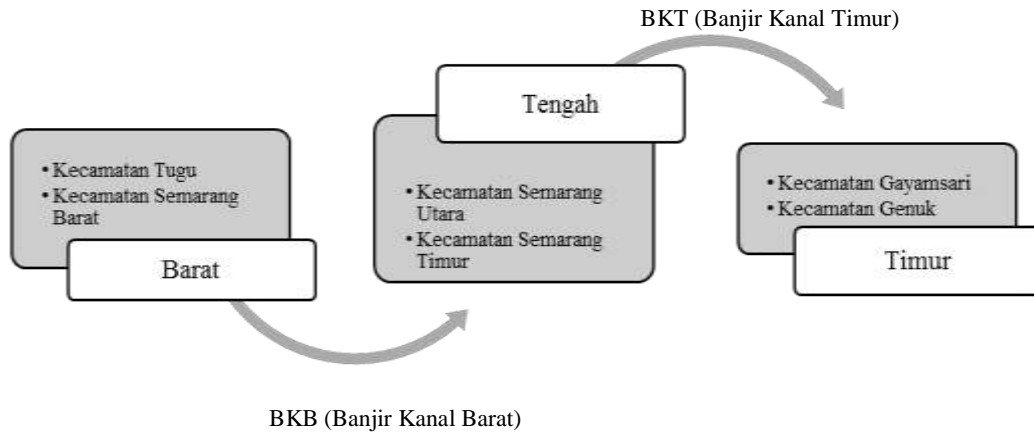 BKT (Banjir Kanal Timur)
• Kecamatan Tugu
• Kecamatan Semarang
Barat
Barat
BKB (Banjir Kanal Barat)
Tengah
• Kecamatan Semarang
Utara
• Kecamatan Semarang
Timur
• Kecamatan Gayamsari
• Kecamatan Genuk
Timur